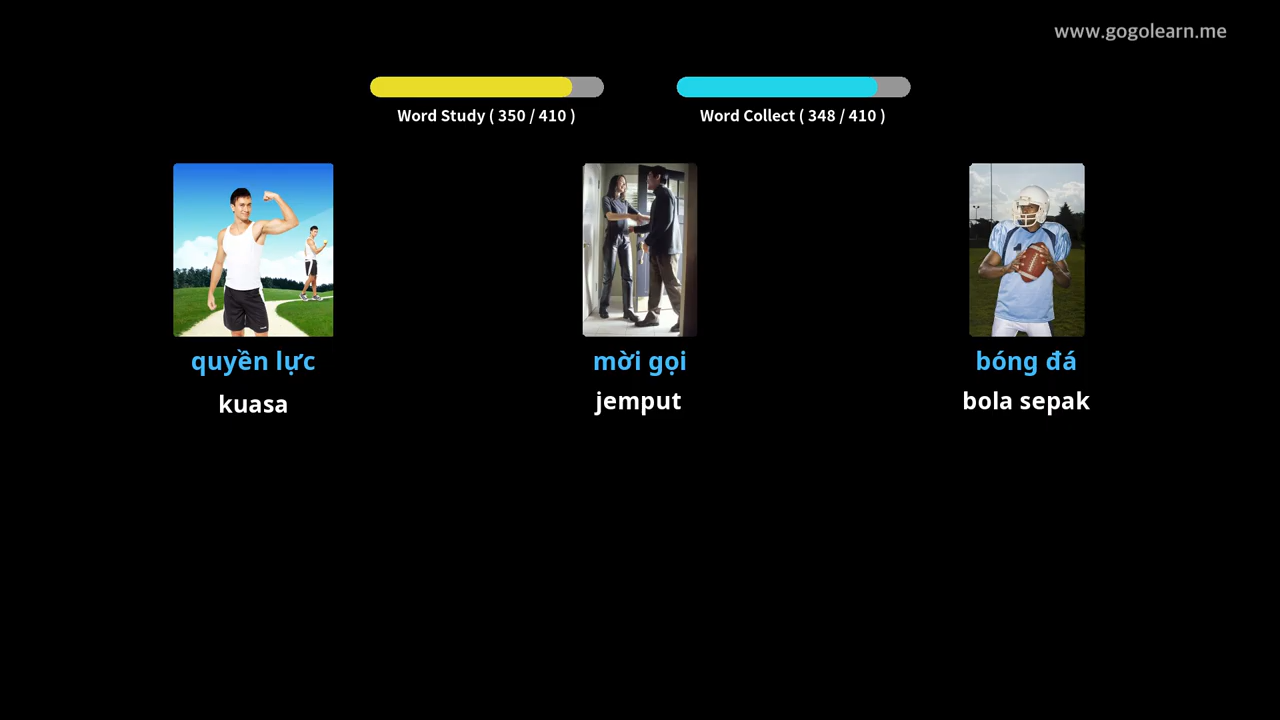 www.gogolearn.me
Word Study ( 350 / 410 )
Word Collect ( 348 / 410 )
quyền lực
kuasa
mời gọi
jemput
bóng đá
bola sepak